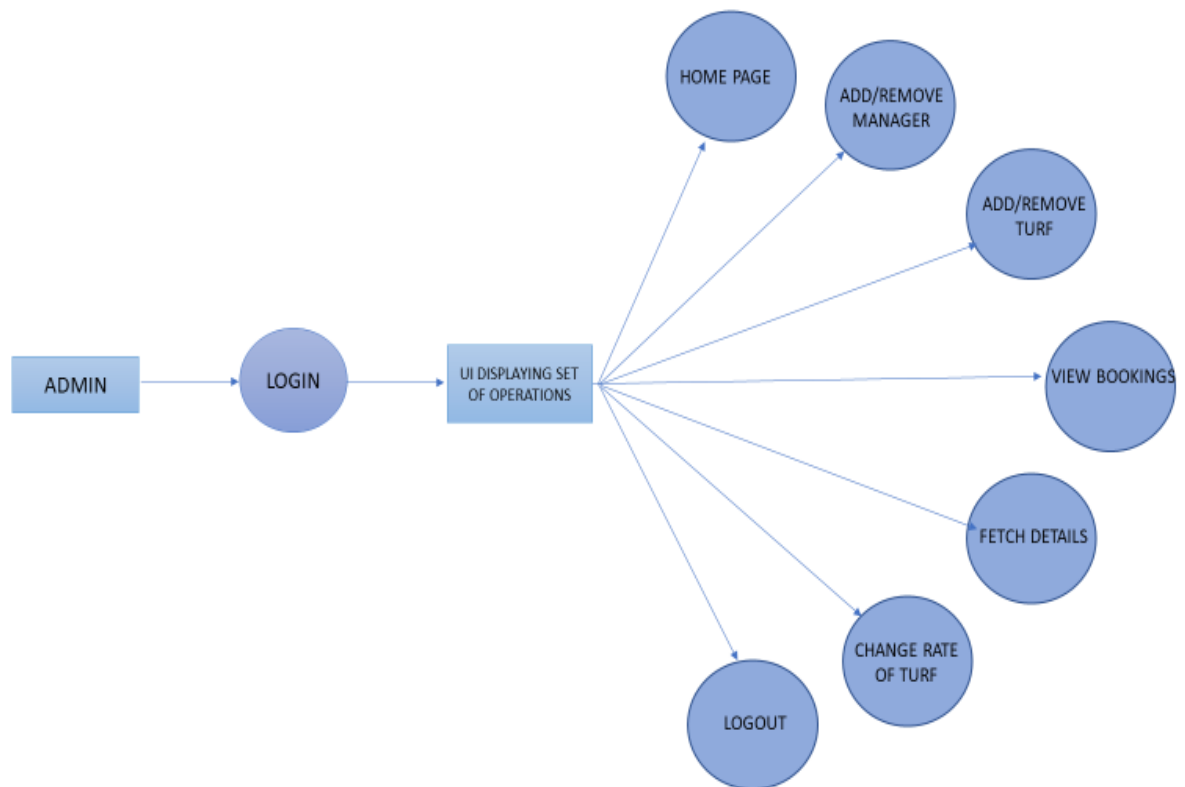 HOME PAGE
ADD/REMOVE
MANAGER
ADD/REMOVE
TURF
ADMIN
LOGIN
UI DISPLAYING SET
OF OPERATIONS
VIEW BOOKINGS
FETCH DETAILS
CHANGE RATE
OF TURF
LOGOUT